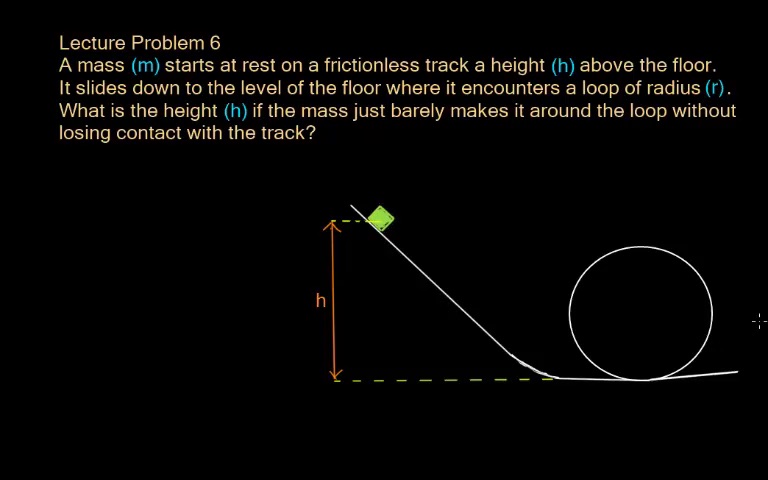 Lecture Problem 6
A mass (m) starts at rest on a frictionless track a height (h) above the floor.
It slides down to the level of the floor where it encounters a loop of radius (r).
What is the height (h) if the mass just barely makes it around the loop without
losing contact with the track?
h